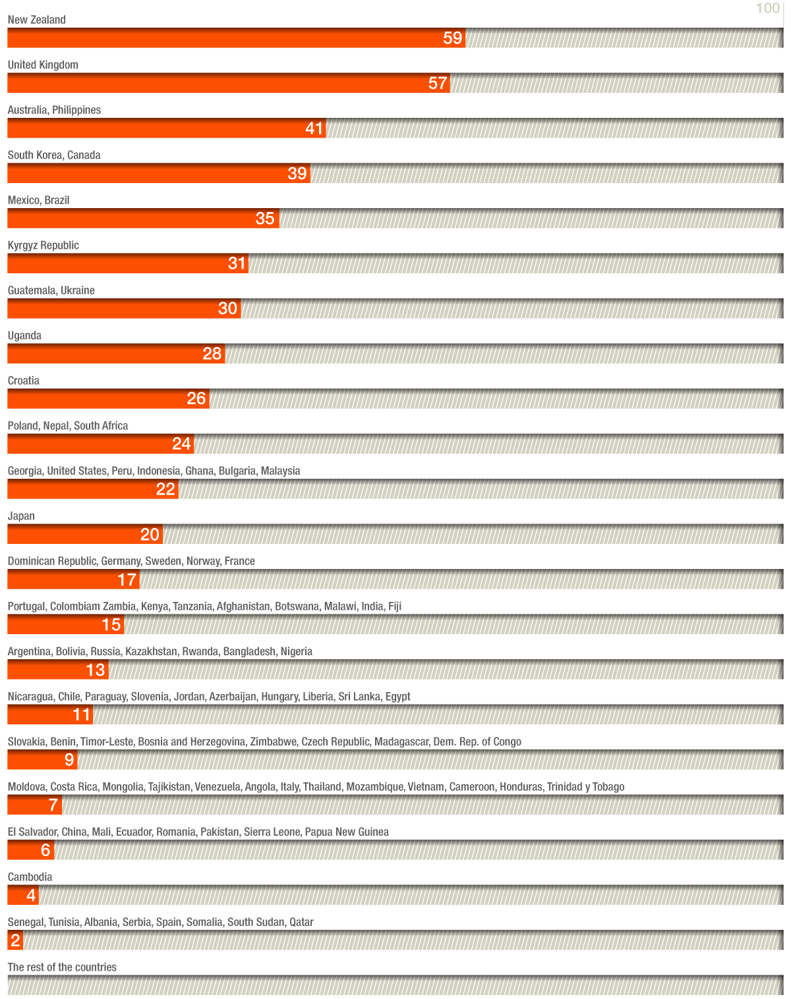 100
New Zealand
59
United Kingdom
57
Australia, Philippines
41
South Korea, Canada
39
Mexico, Brazil
35
Kyrgyz Republic
31
Guatemala, Ukraine
30
Uganda
28
Croatia
26
Poland, Nepal, South Africa
24
Georgia, United States, Peru, Indonesia, Ghana, Bulgaria, Malaysia
22
Japan
20
Dominican Republic, Germany, Sweden, Norway, France
17
Portugal, Colombiam Zambia, Kenya, Tanzania, Afghanistan, Botswana, Malawi, India, Fiji
15
Argentina, Bolivia, Russia, Kazakhstan, Rwanda, Bangladesh, Nigeria
13
Nicaragua, Chile, Paraguay, Slovenia, Jordan, Azerbaijan, Hungary, Liberia, Sri Lanka, Egypt
11
Slovakia, Benin, Timor-Leste, Bosnia and Herzegovina, Zimbabwe, Czech Republic, Madagascar, Dem. Rep. of Congo
9
Moldova, Costa Rica, Mongolia, Tajikistan, Venezuela, Angola, Italy, Thailand, Mozambique, Vietnam, Cameroon, Honduras, Trinidad y Tobago
7
El Salvador, China, Mali, Ecuador, Romania, Pakistan, Sierra Leone, Papua New Guinea
6
Cambodia
4
Senegal, Tunisia, Albania, Serbia, Spain, Somalia, South Sudan, Qatar
2
The rest of the countries